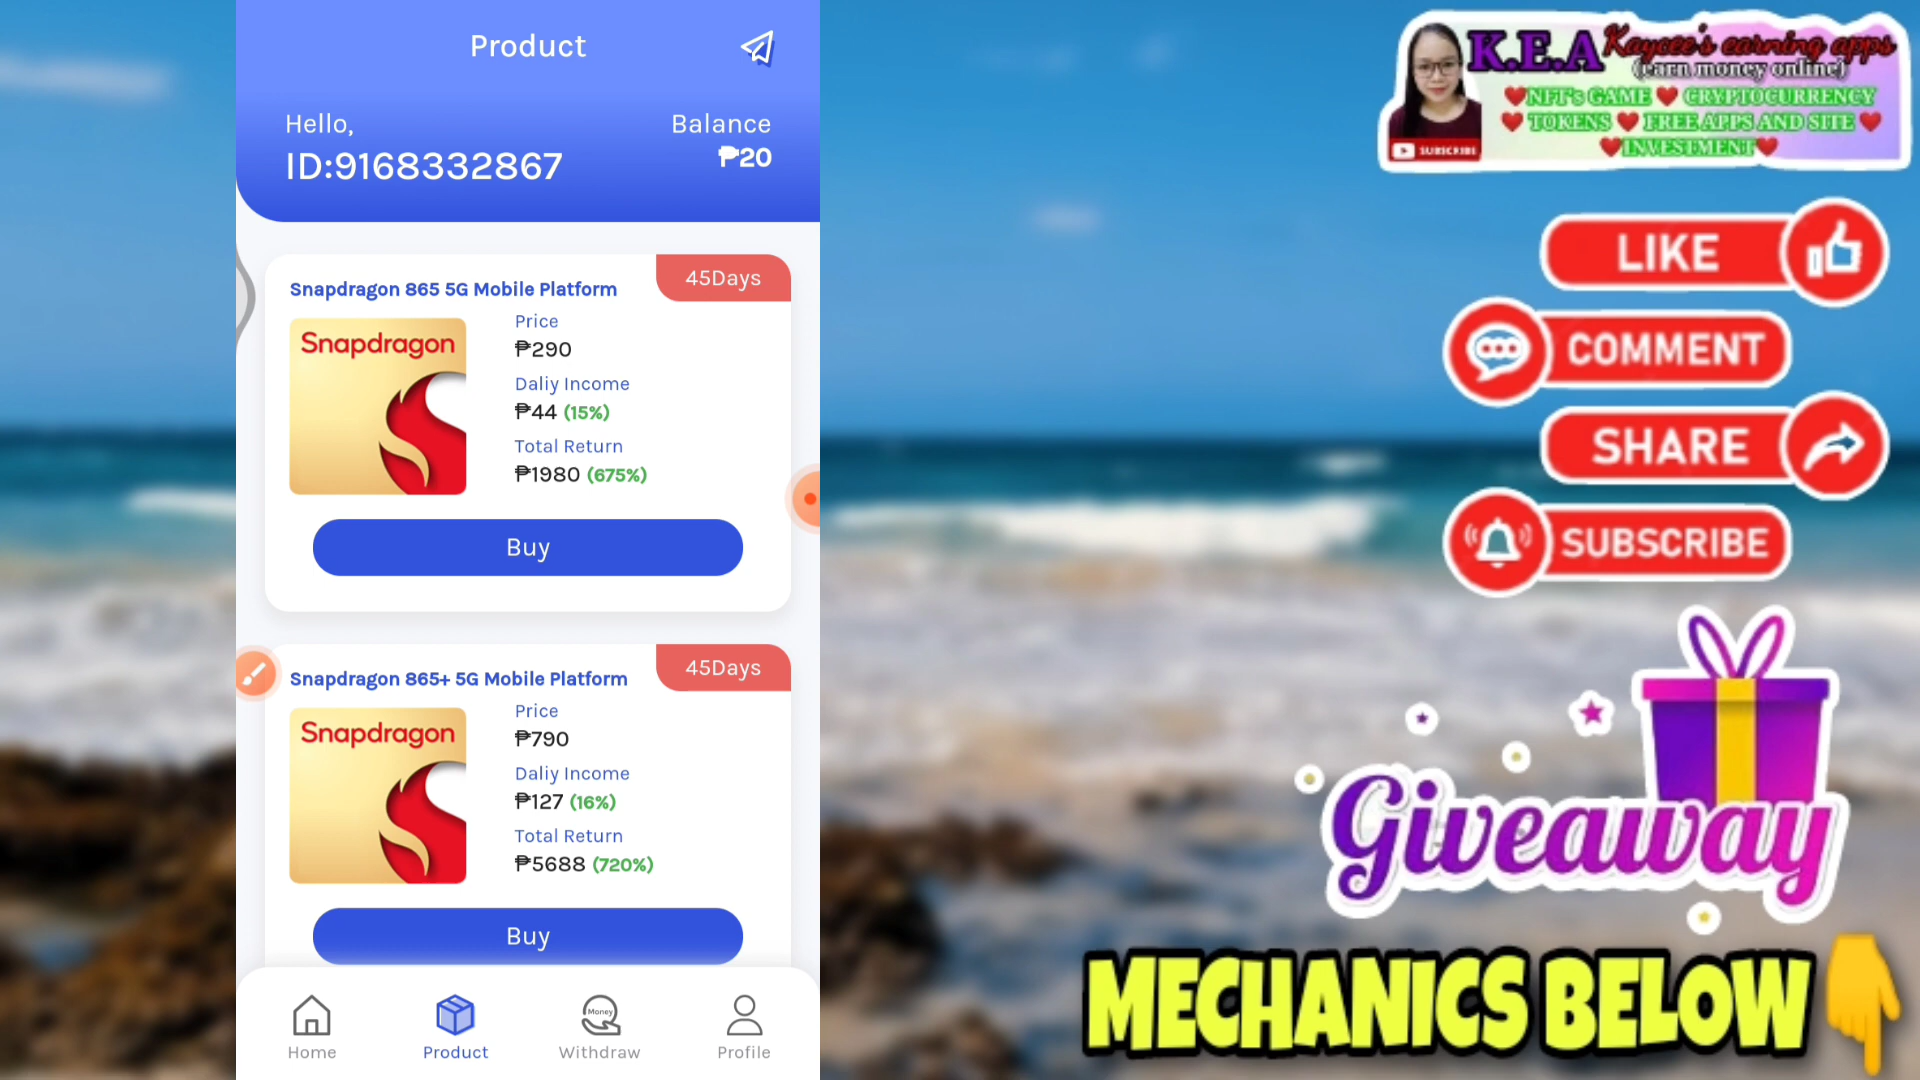 Product
Hello,
ID:9168332867
Balance
₱20
45Days
Snapdragon 865 5G Mobile Platform
Snapdragon
Price
₱290
Daliy Income
₱44 (15%)
Total Return
₱1980 (675%)
Buy
45Days
Snapdragon 865+ 5G Mobile Platform
Snapdragon
Price
₱790
Daliy Income
₱127 (16%)
Total Return
₱5688 (720%)
Buy
Home
Product
Money
Withdraw
Profile
K.E.A Kaycee's earning apps
(earn money online)
NFT's GAME CRYPTOCURRENCY
TOKENS FREE APPS AND SITE
INVESTMENT
SUBSCRIBE
LIKE
COMMENT
SHARE
SUBSCRIBE
Giveaway
MECHANICS BELOW